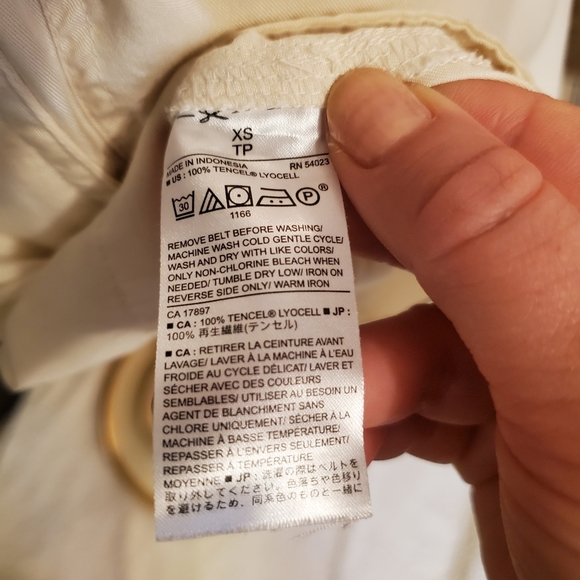 XS
TP
MADE IN INDONESIA RN 54023
■ US: 100% TENCEL® LYOCELL
30 P ®
1166
REMOVE BELT BEFORE WASHING/
MACHINE WASH COLD GENTLE CYCLE/
WASH AND DRY WITH LIKE COLORS/
ONLY NON-CHLORINE BLEACH WHEN
NEEDED/ TUMBLE DRY LOW/ IRON ON
REVERSE SIDE ONLY/ WARM IRON
CA 17897
■ CA: 100% TENCEL® LYOCELL ■ JP:
100% 再生繊維(テンセル)
■ CA: RETIRER LA CEINTURE AVANT
LAVAGE/ LAVER À LA MACHINE À L'EAU
FROIDE AU CYCLE DÉLICAT/ LAVER ET
SÉCHER AVEC DES COULEURS
SEMBLABLES/ UTILISER AU BESOIN UN
AGENT DE BLANCHIMENT SANS
CHLORE UNIQUEMENT/ SÉCHER À LA
MACHINE À BASSE TEMPÉRATURE/
REPASSER À L'ENVERS SEULEMENT/
REPASSER À TEMPÉRATURE
MOYENNE ■ JP: 洗濯の際はベルトを
取り外してください。色落ちや色移り
を避けるため、同系色のものと一緒に